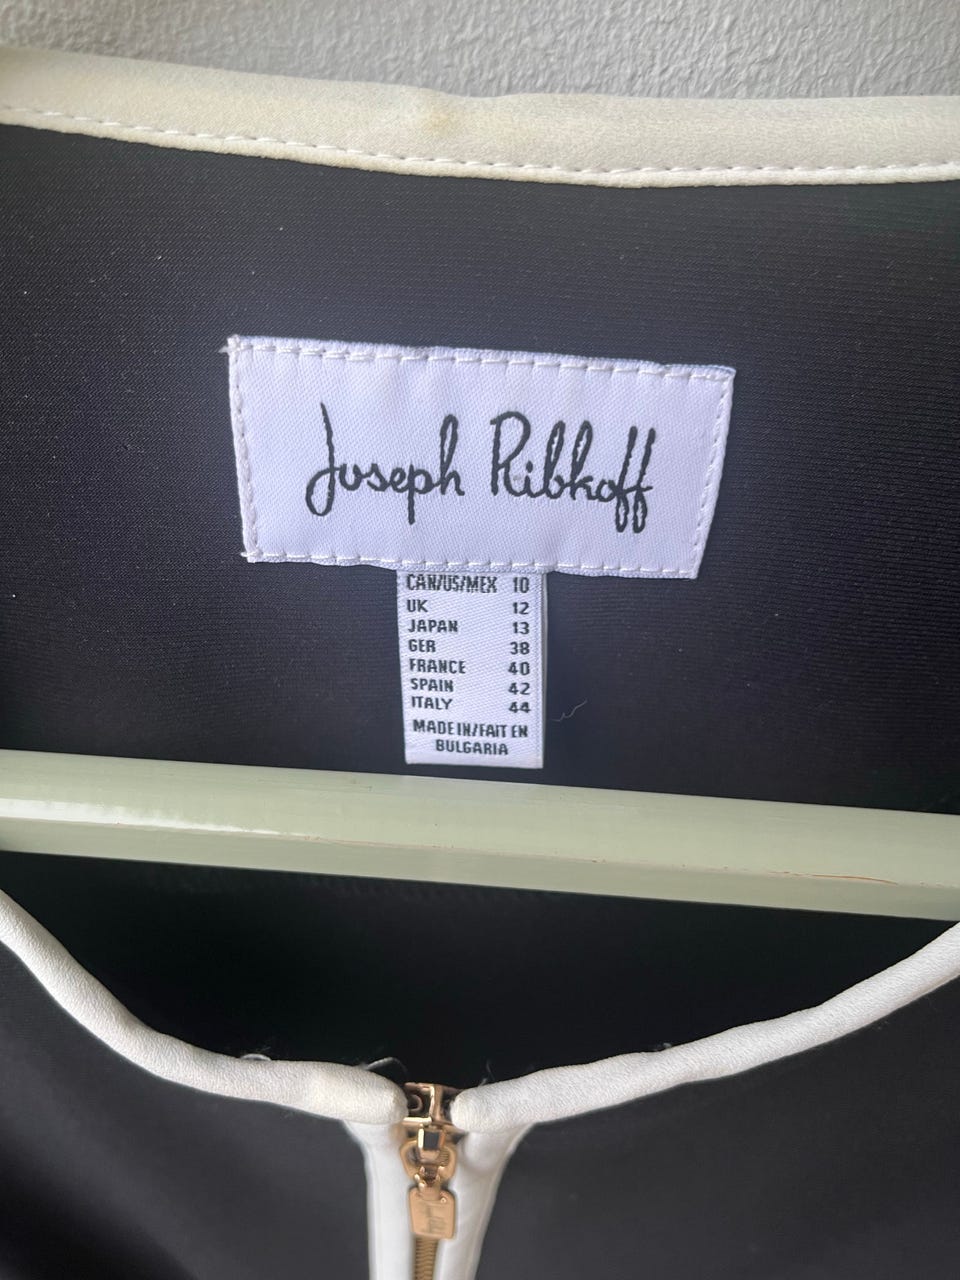 Joseph Ribkoff
CAN/US/MEX 10
UK 12
JAPAN 13
GER 38
FRANCE 40
SPAIN 42
ITALY 44
MADE IN/FAIT EN
BULGARIA